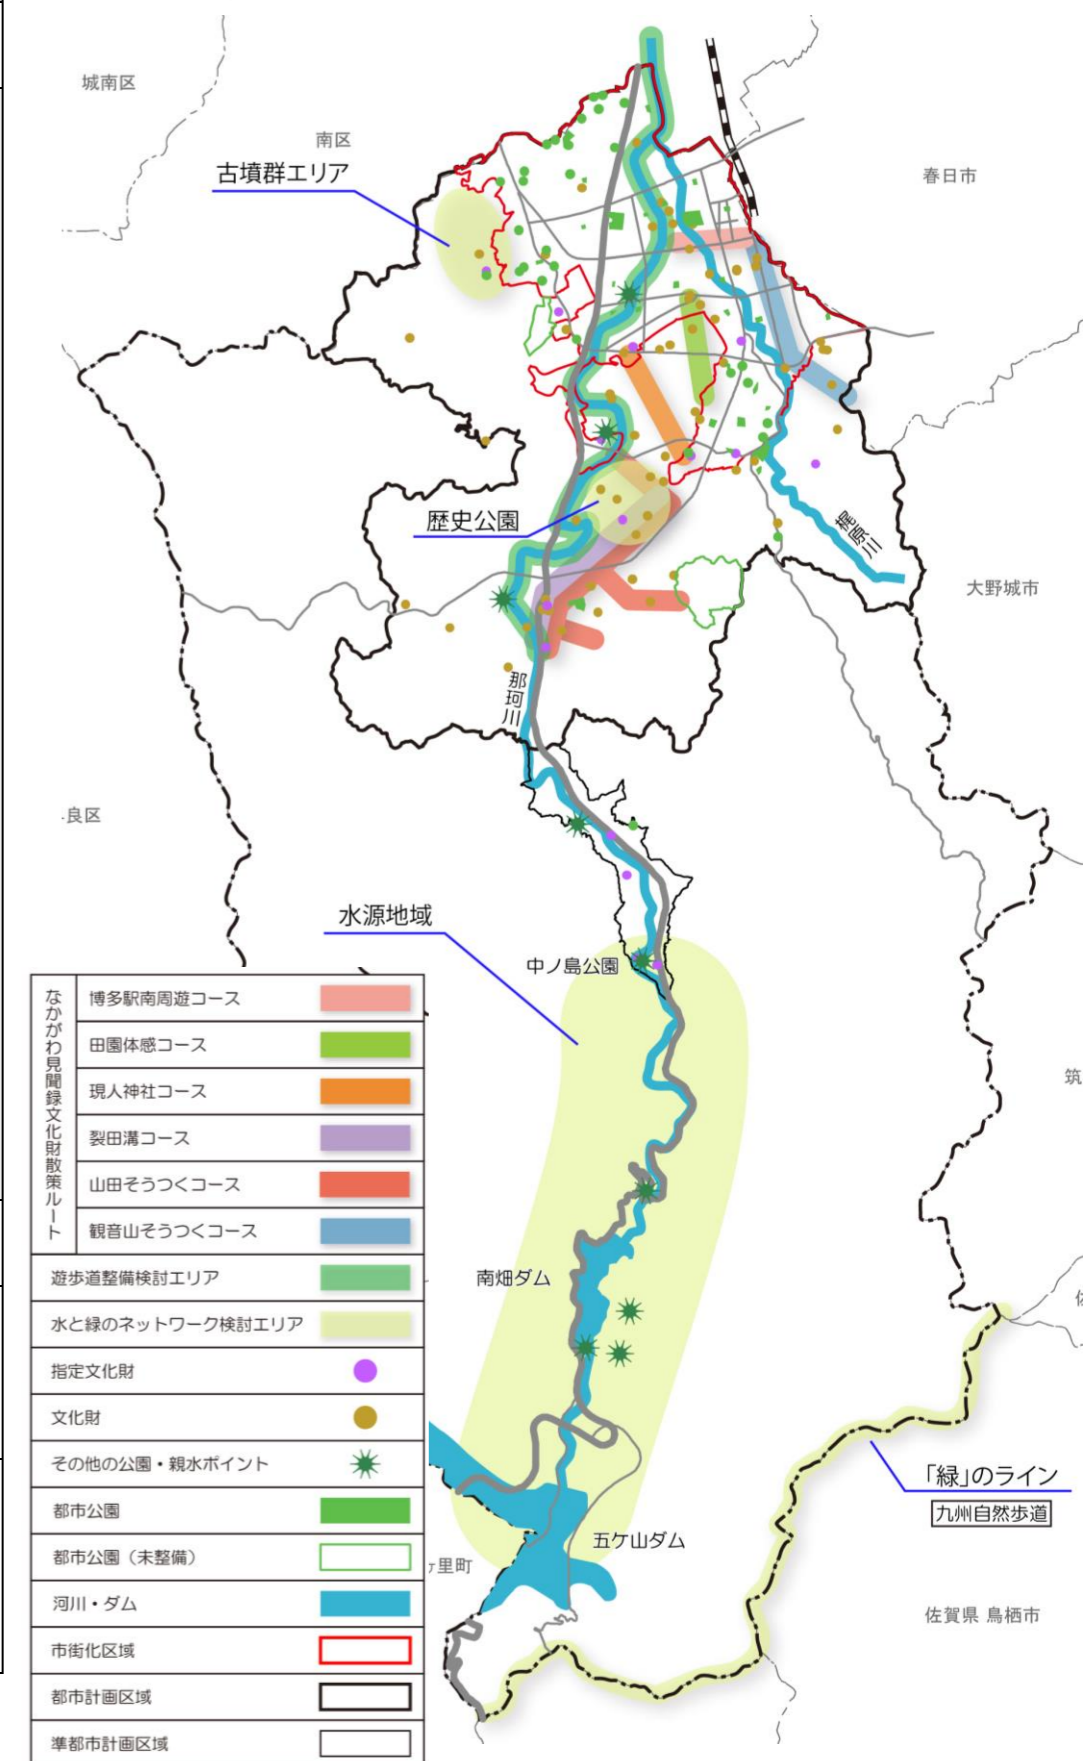 城南区
南区
春日市
古墳群エリア
歴史公園
梶原川
大野城市
那珂川
良区
水源地域
中ノ島公園
筑
南畑ダム
佐
「緑」のライン
九州自然歩道
五ケ山ダム
里町
佐賀県 鳥栖市
なかがわ見聞録文化財散策ルート
博多駅南周遊コース
田園体感コース
現人神社コース
裂田溝コース
山田そうつくコース
観音山そうつくコース
遊歩道整備検討エリア
水と緑のネットワーク検討エリア
指定文化財
文化財
その他の公園・親水ポイント
都市公園
都市公園（未整備）
河川・ダム
市街化区域
都市計画区域
準都市計画区域